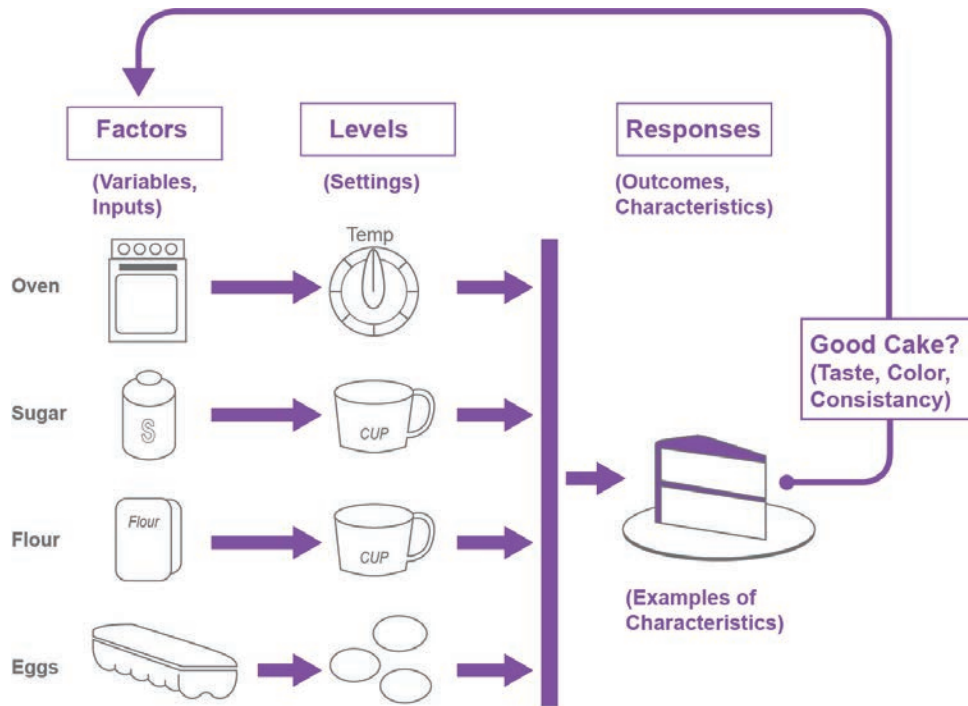 Factors
Levels
Responses
(Variables,
Inputs)
(Settings)
(Outcomes,
Characteristics)
Temp
Oven
Good Cake?
(Taste, Color,
Consistancy)
Sugar
S
CUP
Flour
Flour
CUP
(Examples of
Characteristics)
Eggs